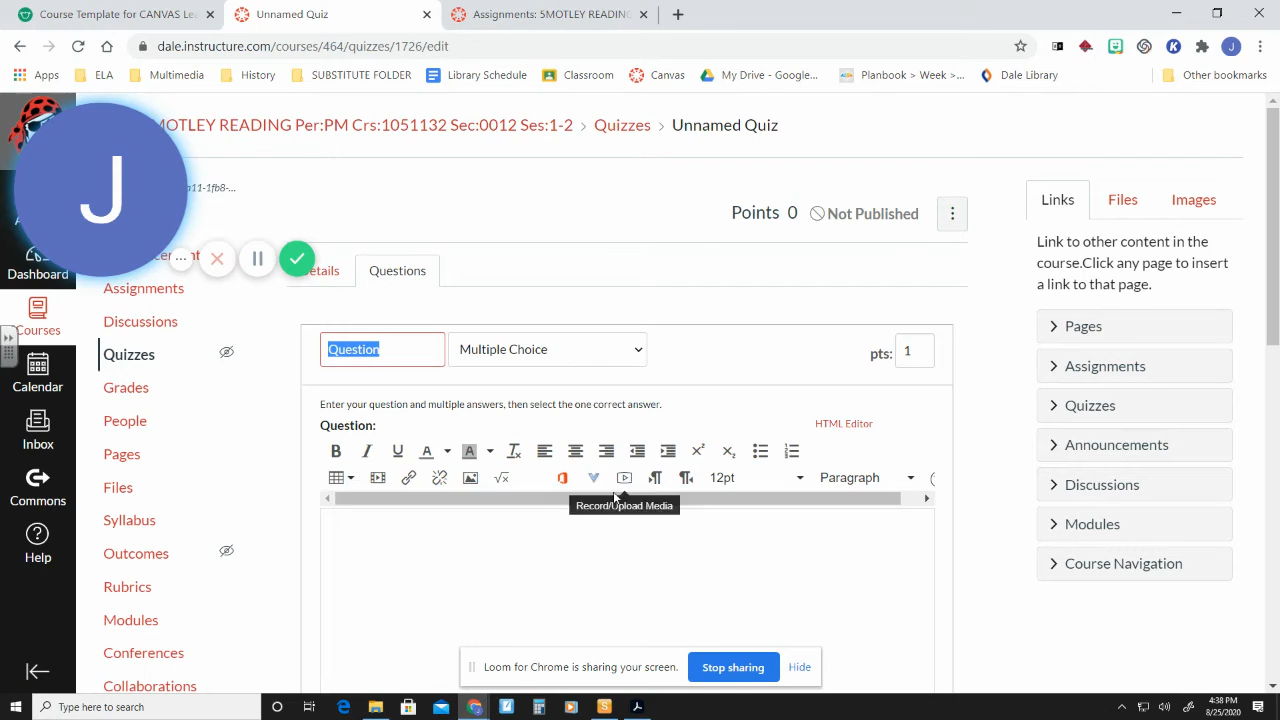 Course Template for CANVAS Lea
Unnamed Quiz
Assignments: SMOTLEY READING
dale.instructure.com/courses/464/quizzes/1726/edit
J
Apps
ELA
Multimedia
History
SUBSTITUTE FOLDER
Library Schedule
Classroom
Canvas
My Drive - Google...
Planbook > Week >...
Dale Library
Other bookmarks
MOTLEY READING Per:PM Crs:1051132 Sec:0012 Ses:1-2 > Quizzes > Unnamed Quiz
J
a11-1fb8-...
Points 0
Not Published
Links
Files
Images
Link to other content in the
course.Click any page to insert
a link to that page.
Pages
Assignments
Quizzes
Announcements
Discussions
Modules
Course Navigation
Dashboard
Courses
Calendar
Inbox
Commons
Help
Assignments
Discussions
Quizzes
Grades
People
Pages
Files
Syllabus
Outcomes
Rubrics
Modules
Conferences
Collaborations
etails
Questions
Question
Multiple Choice
pts: 1
Enter your question and multiple answers, then select the one correct answer.
Question:
HTML Editor
B I U A A
12pt
Paragraph
Record/Upload Media
Loom for Chrome is sharing your screen.
Stop sharing
Hide
Type here to search
4:38 PM
8/25/2020